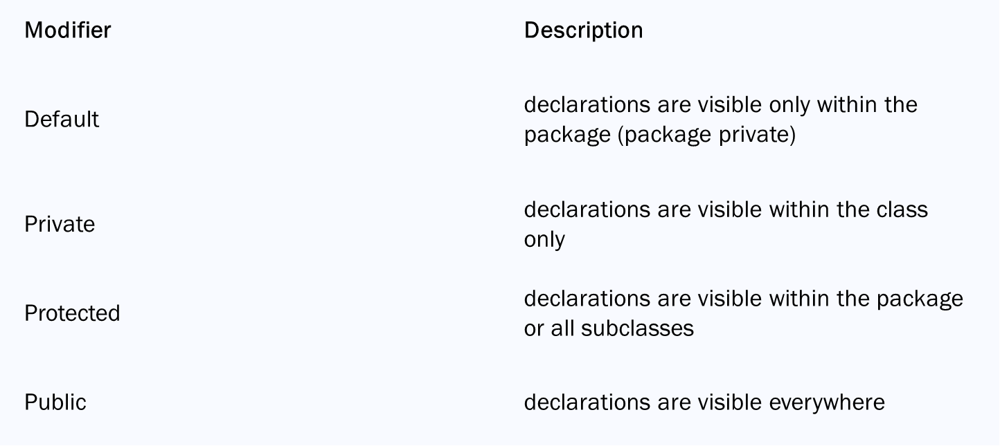 Modifier Description
Default
declarations are visible only within the
package (package private)
Private
declarations are visible within the class
only
Protected
declarations are visible within the package
or all subclasses
Public declarations are visible everywhere